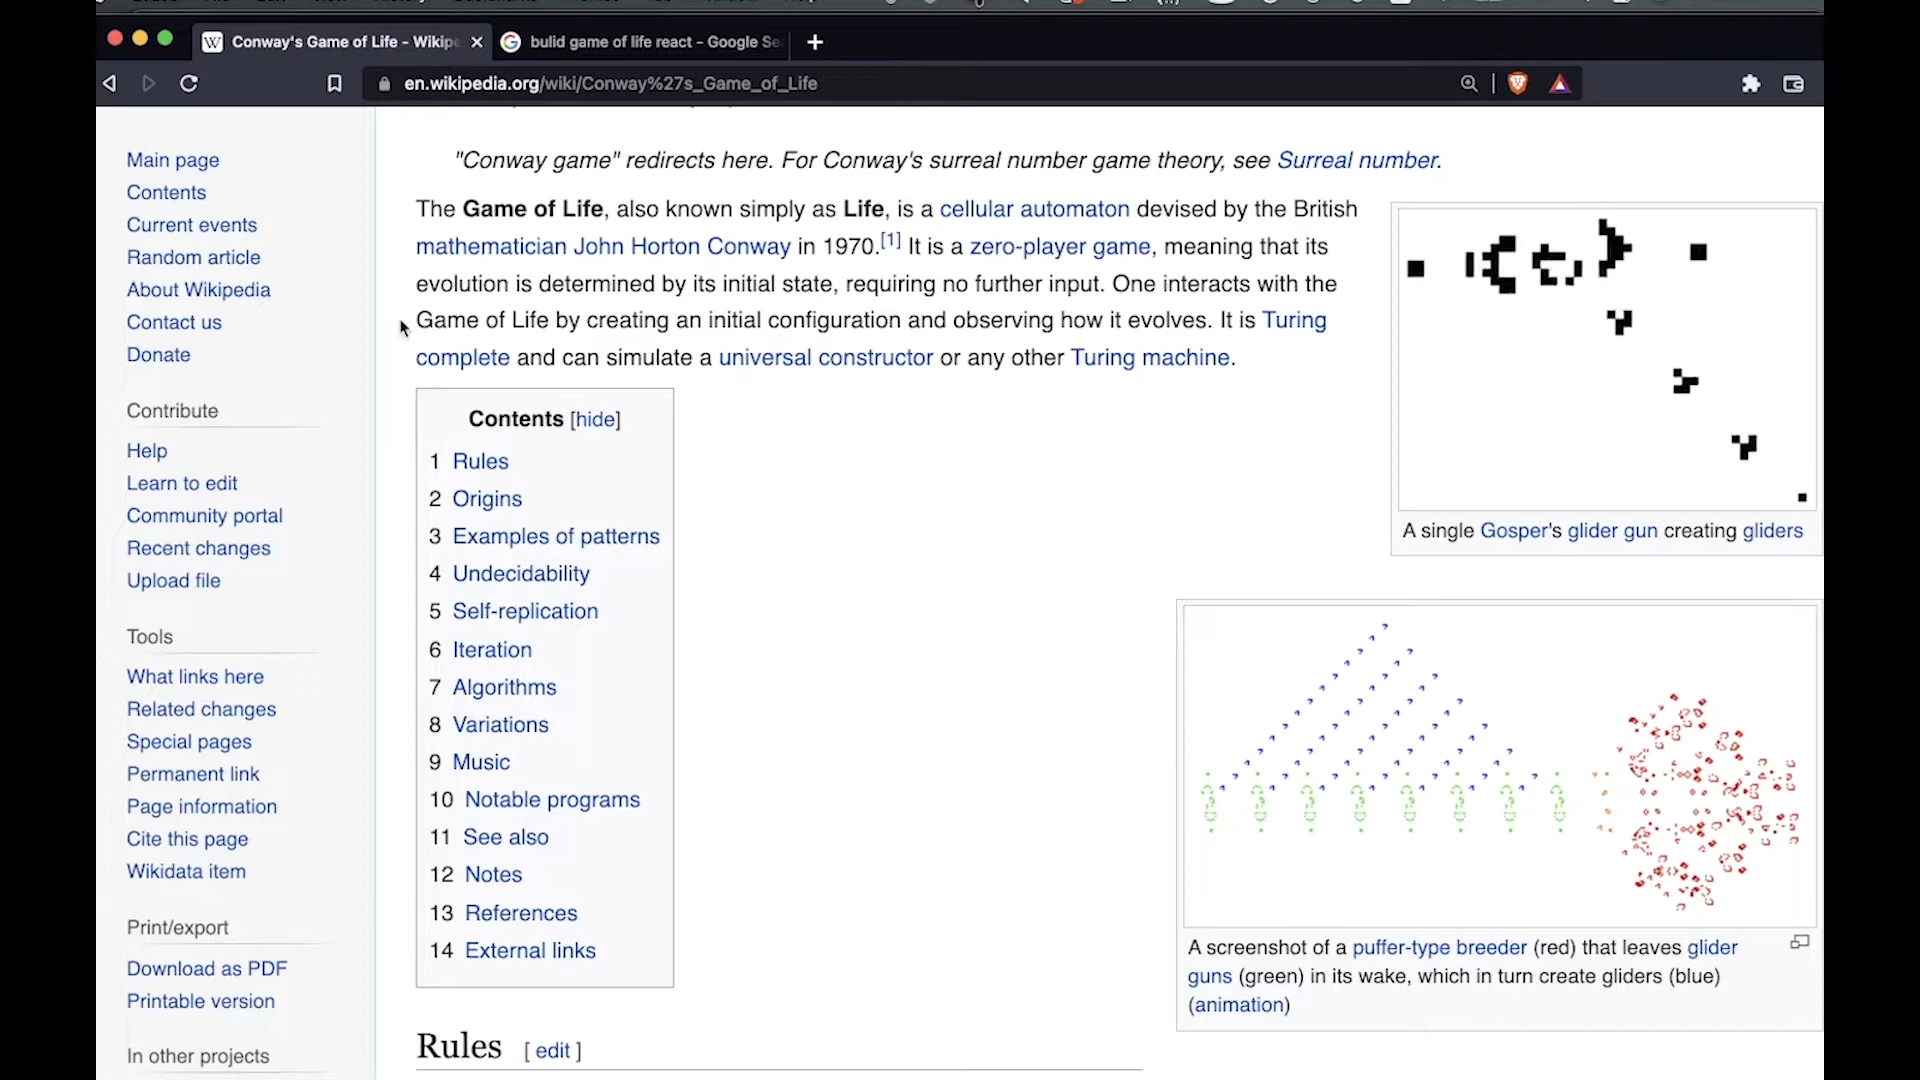 Conway's Game of Life - Wikipe
bulid game of life react - Google Se
en.wikipedia.org/wiki/Conway%27s_Game_of_Life
Main page
Contents
Current events
Random article
About Wikipedia
Contact us
Donate
Contribute
Help
Learn to edit
Community portal
Recent changes
Upload file
Tools
What links here
Related changes
Special pages
Permanent link
Page information
Cite this page
Wikidata item
Print/export
Download as PDF
Printable version
In other projects
"Conway game" redirects here. For Conway's surreal number game theory, see Surreal number.
The Game of Life, also known simply as Life, is a cellular automaton devised by the British
mathematician John Horton Conway in 1970.[1] It is a zero-player game, meaning that its
evolution is determined by its initial state, requiring no further input. One interacts with the
Game of Life by creating an initial configuration and observing how it evolves. It is Turing
complete and can simulate a universal constructor or any other Turing machine.
Contents [hide]
1 Rules
2 Origins
3 Examples of patterns
4 Undecidability
5 Self-replication
6 Iteration
7 Algorithms
8 Variations
9 Music
10 Notable programs
11 See also
12 Notes
13 References
14 External links
A single Gosper's glider gun creating gliders
A screenshot of a puffer-type breeder (red) that leaves glider
guns (green) in its wake, which in turn create gliders (blue)
(animation)
Rules [ edit ]